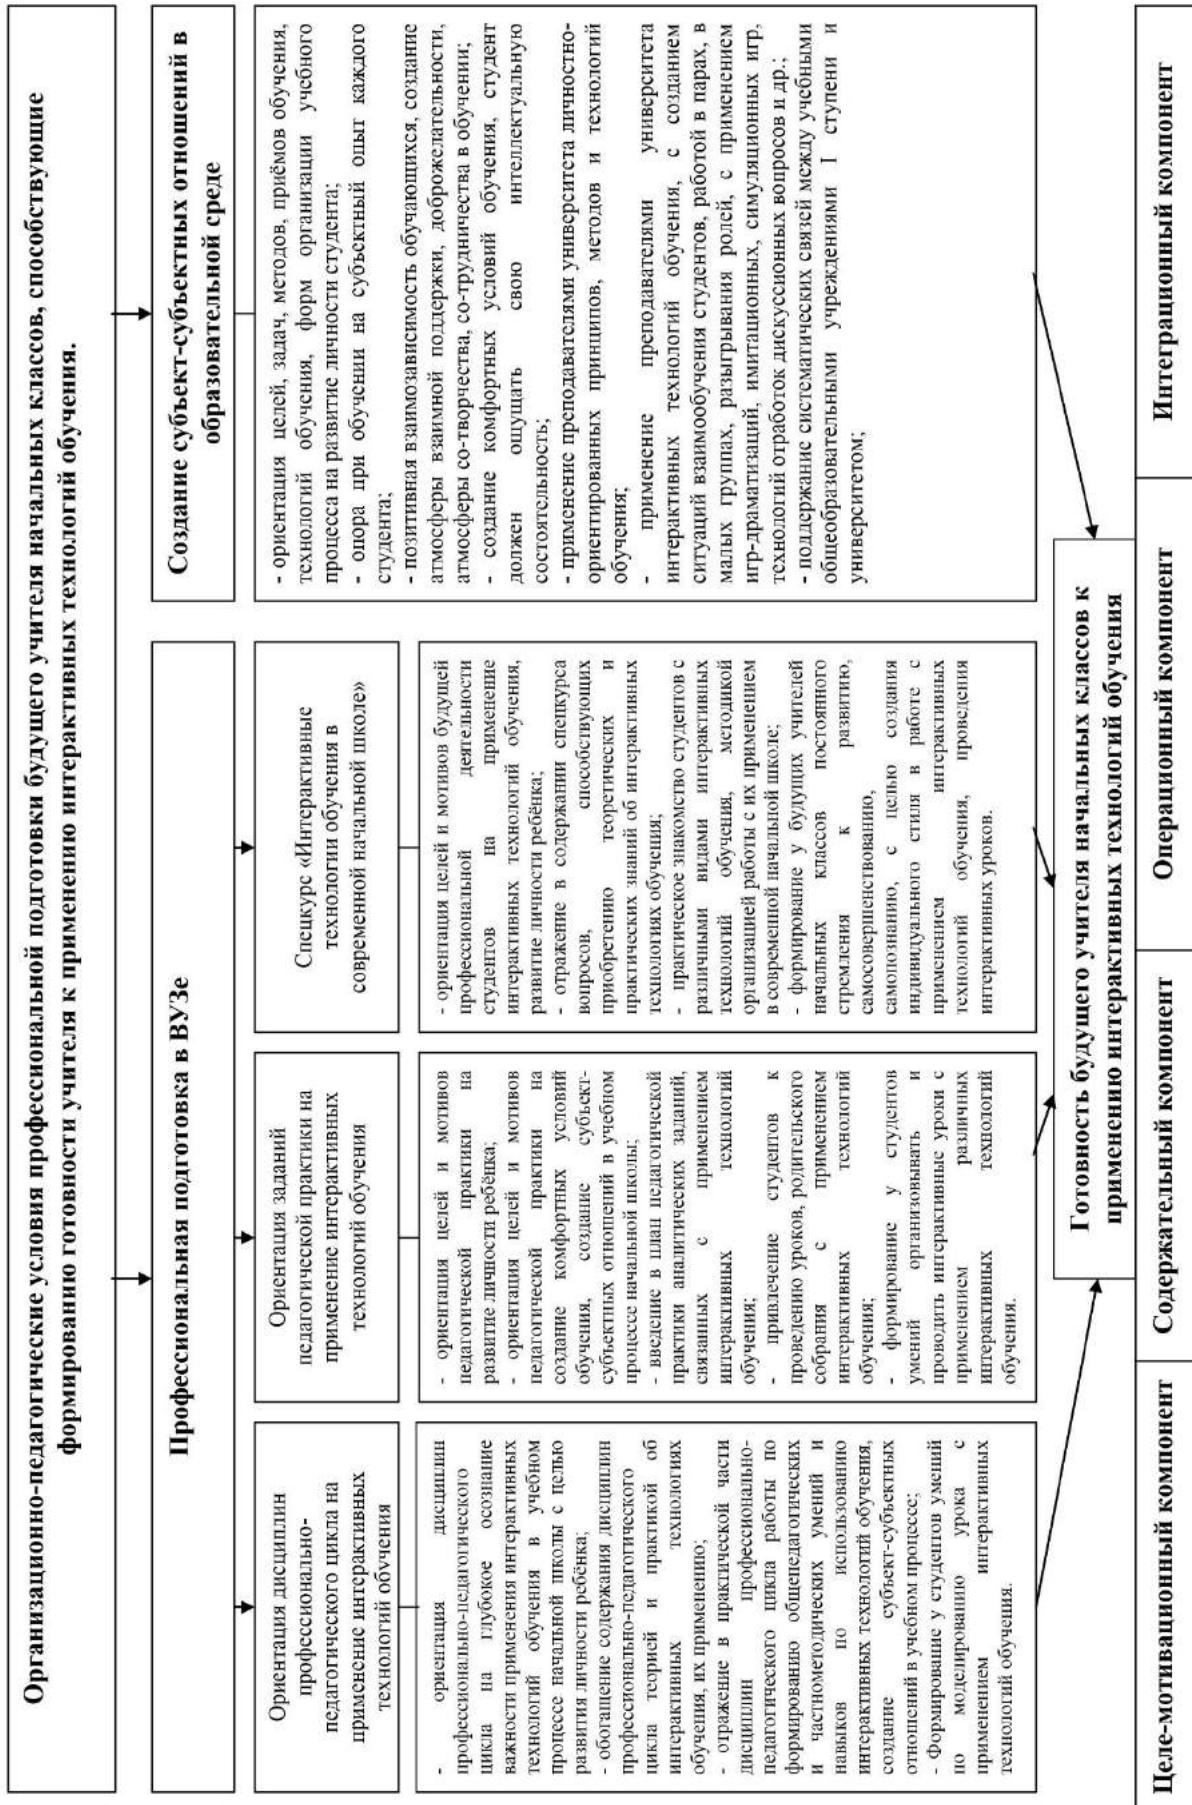 Организационно-педагогические условия профессиональной подготовки будущего учителя начальных классов, способствующие
формированию готовности учителя к применению интерактивных технологий обучения.
Профессиональная подготовка в ВУЗе
Ориентация дисциплин
профессионально-
педагогического цикла на
применение интерактивных
технологий обучения
- ориентация дисциплин
профессионально-педагогического
цикла на глубокое осознание
важности применения интерактивных
технологий обучения в учебном
процессе начальной школы с целью
развития личности ребёнка;
- обогащение содержания дисциплин
профессионально-педагогического
цикла теорией и практикой об
интерактивных технологиях
обучения, их применению;
- отражение в практической части
дисциплин профессионально-
педагогического цикла работы по
формированию общепедагогических
и частнометодических умений и
навыков по использованию
интерактивных технологий обучения,
создание субъект-субъектных
отношений в учебном процессе;
- Формирование у студентов умений
по моделированию урока с
применением интерактивных
технологий обучения.
Ориентация заданий
педагогической практики на
применение интерактивных
технологий обучения
- ориентация целей и мотивов
педагогической практики на
развитие личности ребёнка;
- ориентация целей и мотивов
педагогической практики на
создание комфортных условий
обучения, создание субъект-
субъектных отношений в учебном
процессе начальной школы;
- введение в план педагогической
практики аналитических заданий,
связанных с применением
интерактивных технологий
обучения;
- привлечение студентов к
проведению уроков, родительского
собрания с применением
интерактивных технологий
обучения;
- формирование у студентов
умений организовывать и
проводить интерактивные уроки с
применением различных
интерактивных технологий
обучения.
Спецкурс «Интерактивные
технологии обучения в
современной начальной школе»
- ориентация целей и мотивов будущей
профессиональной деятельности
студентов на применение
интерактивных технологий обучения,
развитие личности ребёнка;
- отражение в содержании спецкурса
вопросов, способствующих
приобретению теоретических и
практических знаний об интерактивных
технологиях обучения;
- практическое знакомство студентов с
различными видами интерактивных
технологий обучения, методикой
организацией работы с их применением
в современной начальной школе;
- формирование у будущих учителей
начальных классов постоянного
стремления к развитию,
самосовершенствованию,
самопознанию, с целью создания
индивидуального стиля в работе с
применением интерактивных
технологий обучения, проведения
интерактивных уроков.
Создание субъект-субъектных отношений в
образовательной среде
- ориентация целей, задач, методов, приёмов обучения,
технологий обучения, форм организации учебного
процесса на развитие личности студента;
- опора при обучении на субъектный опыт каждого
студента;
- позитивная взаимозависимость обучающихся, создание
атмосферы взаимной поддержки, доброжелательности,
атмосферы со-творчества, со-трудничества в обучении;
- создание комфортных условий обучения, студент
должен ощущать свою интеллектуальную
состоятельность;
- применение преподавателями университета личностно-
ориентированных принципов, методов и технологий
обучения;
- применение преподавателями университета
интерактивных технологий обучения, с созданием
ситуаций взаимообучения студентов, работой в парах, в
малых группах, разыгрывания ролей, с применением
игр-драматизаций, имитационных, симуляционных игр,
технологий отработок дискуссионных вопросов и др.;
- поддержание систематических связей между учебными
общеобразовательными учреждениями I ступени и
университетом;
Готовность будущего учителя начальных классов к
применению интерактивных технологий обучения
Целе-мотивационный компонент
Содержательный компонент
Операционный компонент
Интеграционный компонент